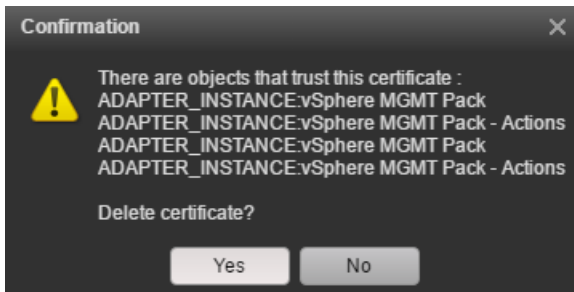 Confirmation
There are objects that trust this certificate :
ADAPTER_INSTANCE:vSphere MGMT Pack
ADAPTER_INSTANCE:vSphere MGMT Pack - Actions
ADAPTER_INSTANCE:vSphere MGMT Pack
ADAPTER_INSTANCE:vSphere MGMT Pack - Actions
Delete certificate?
Yes No